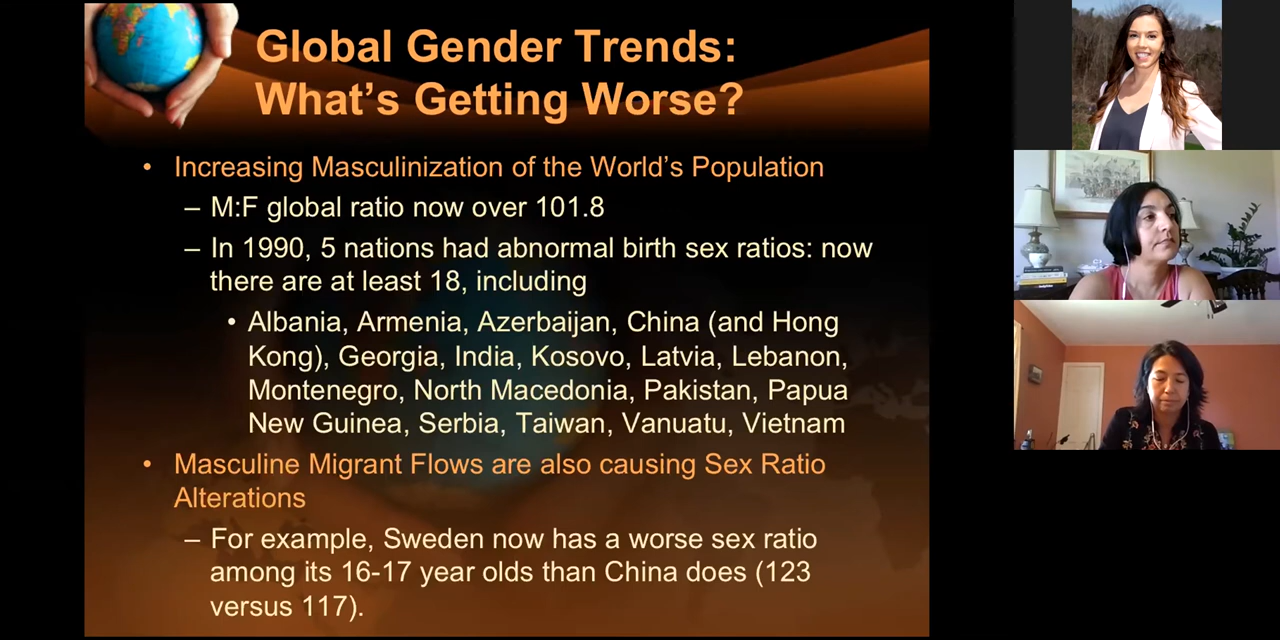 Global Gender Trends:
What's Getting Worse?
• Increasing Masculinization of the World's Population
– M:F global ratio now over 101.8
– In 1990, 5 nations had abnormal birth sex ratios: now
there are at least 18, including
• Albania, Armenia, Azerbaijan, China (and Hong
Kong), Georgia, India, Kosovo, Latvia, Lebanon,
Montenegro, North Macedonia, Pakistan, Papua
New Guinea, Serbia, Taiwan, Vanuatu, Vietnam
• Masculine Migrant Flows are also causing Sex Ratio
Alterations
– For example, Sweden now has a worse sex ratio
among its 16-17 year olds than China does (123
versus 117).